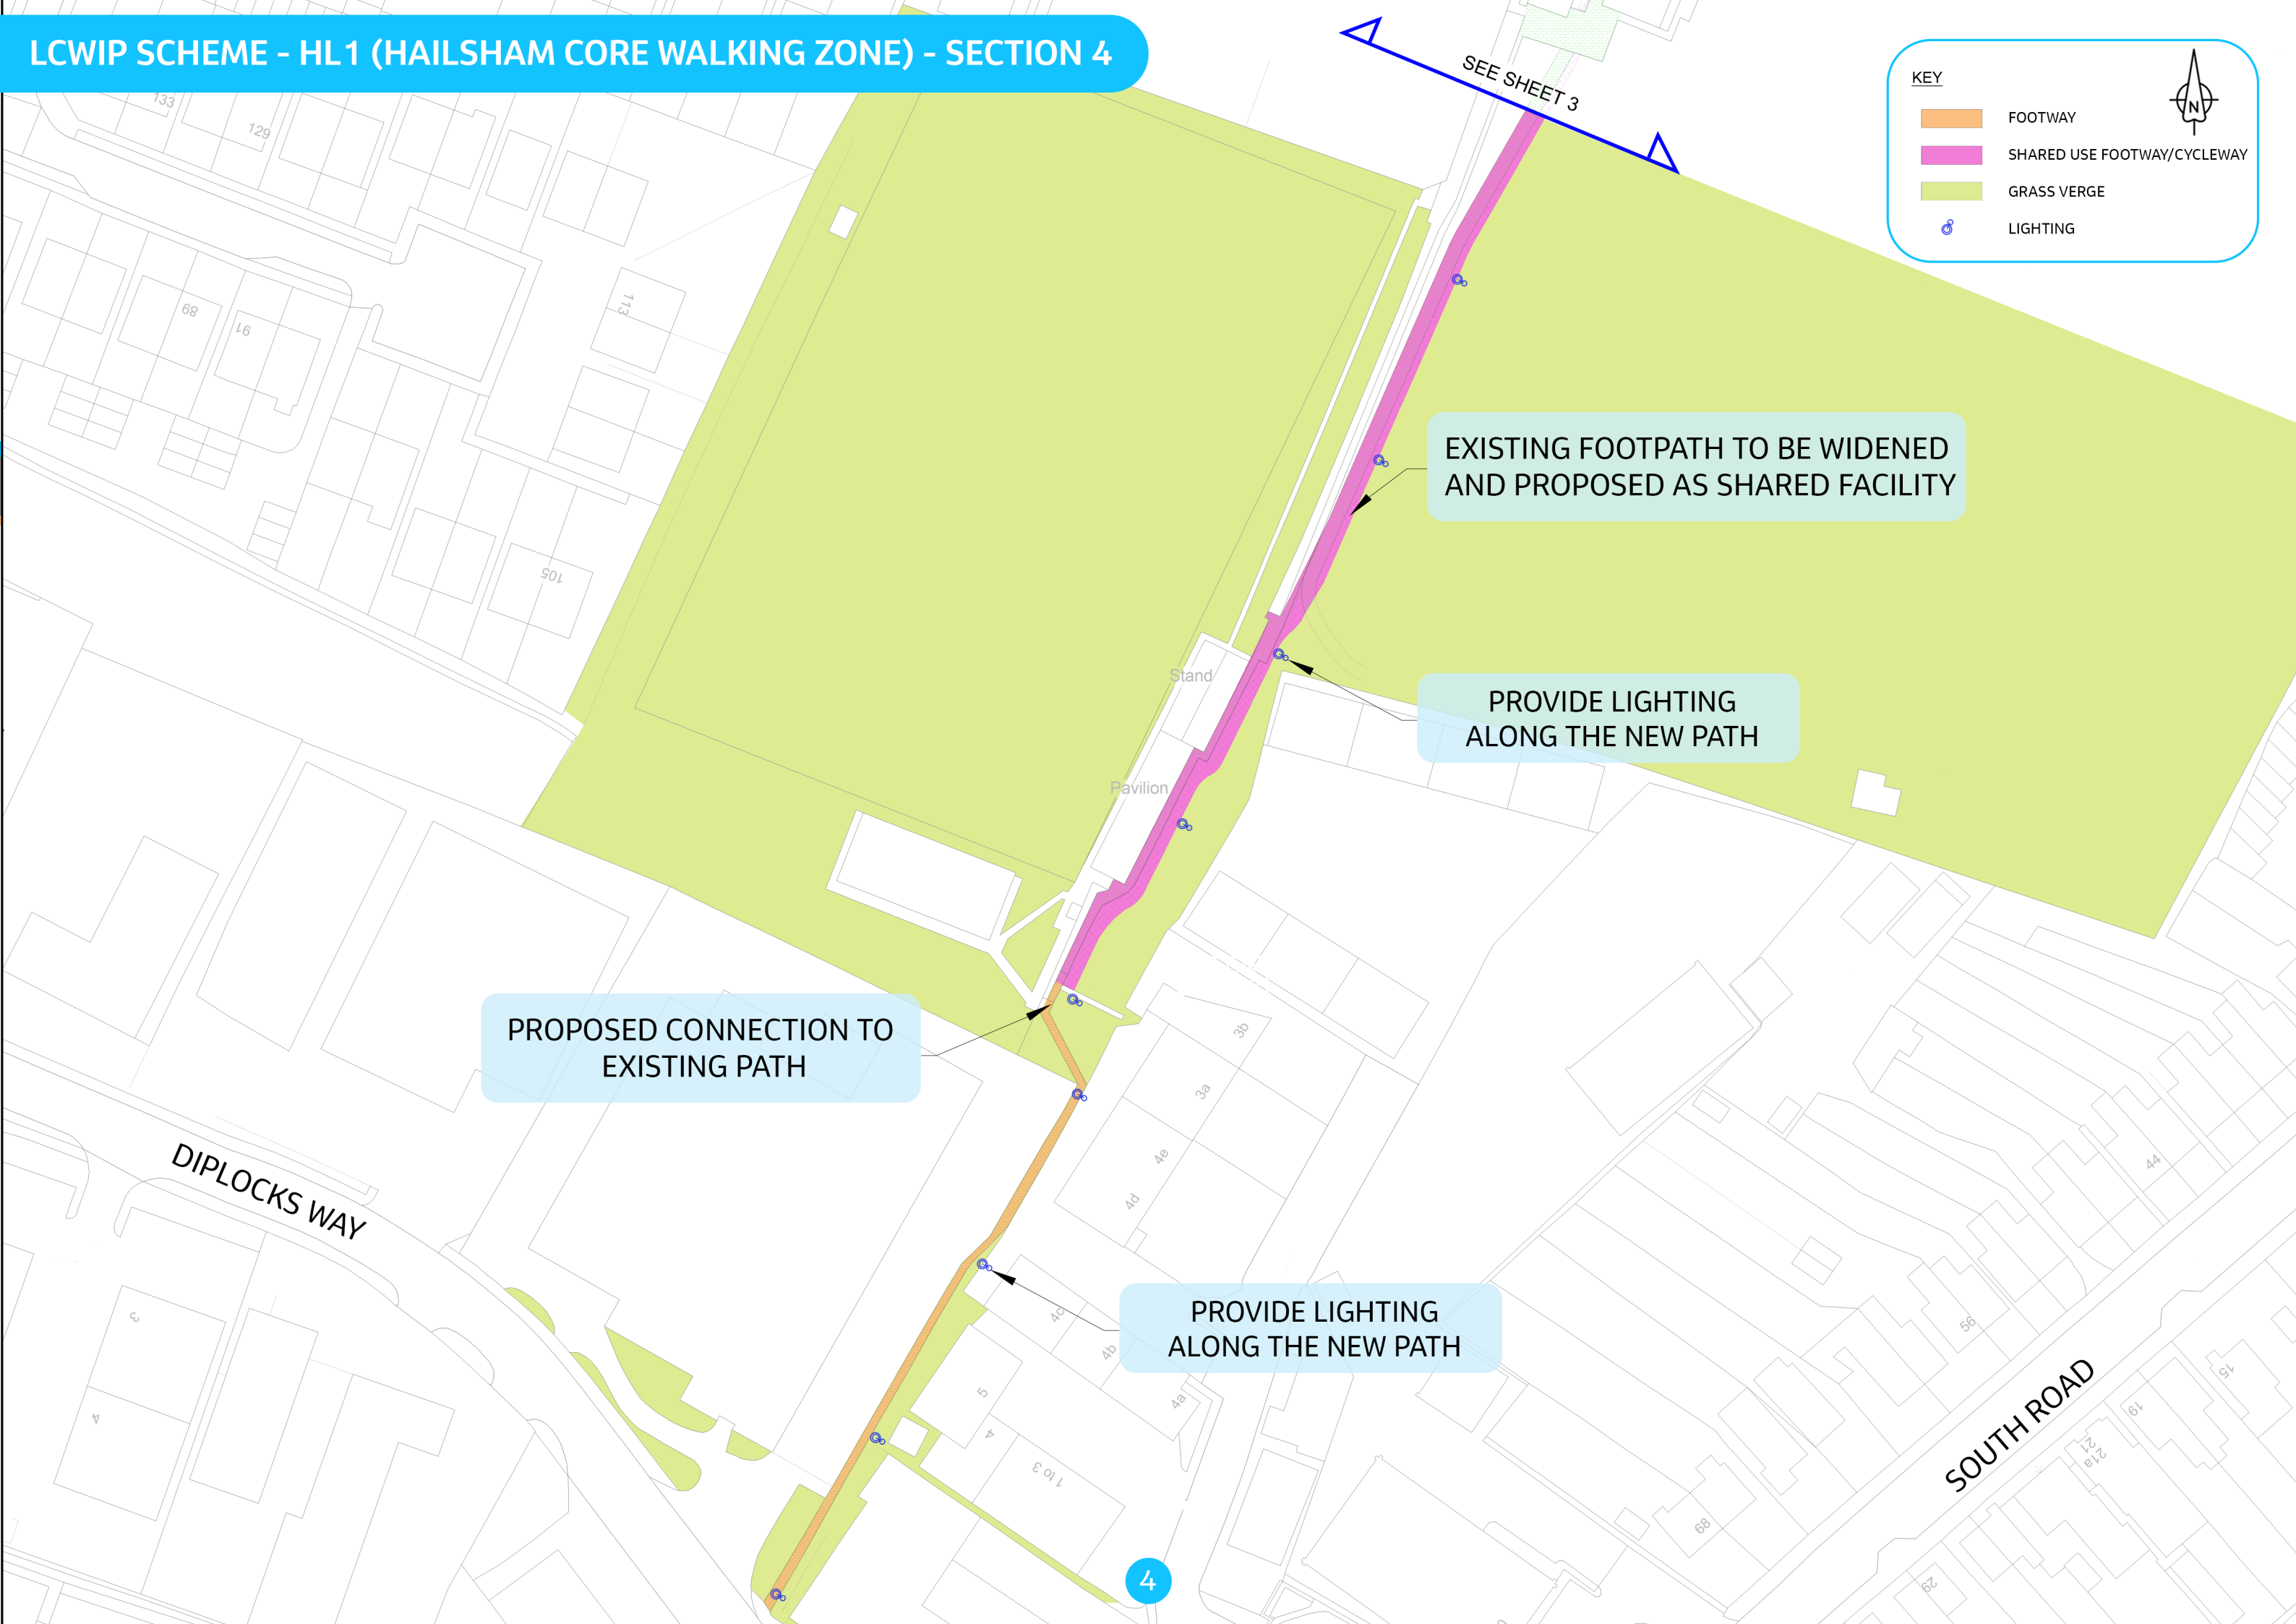 LCWIP SCHEME - HL1 (HAILSHAM CORE WALKING ZONE) - SECTION 4
SEE SHEET 3
KEY
N
FOOTWAY
SHARED USE FOOTWAY/CYCLEWAY
GRASS VERGE
LIGHTING
133
129
113
89
91
105
EXISTING FOOTPATH TO BE WIDENED
AND PROPOSED AS SHARED FACILITY
Stand
PROVIDE LIGHTING
ALONG THE NEW PATH
Pavilion
PROPOSED CONNECTION TO
EXISTING PATH
3b
3a
4e
4d
44
DIPLOCKS WAY
PROVIDE LIGHTING
ALONG THE NEW PATH
4c
4b
4a
5
4
1 to 3
3
4
56
SOUTH ROAD
15
19
21
21a
29
4